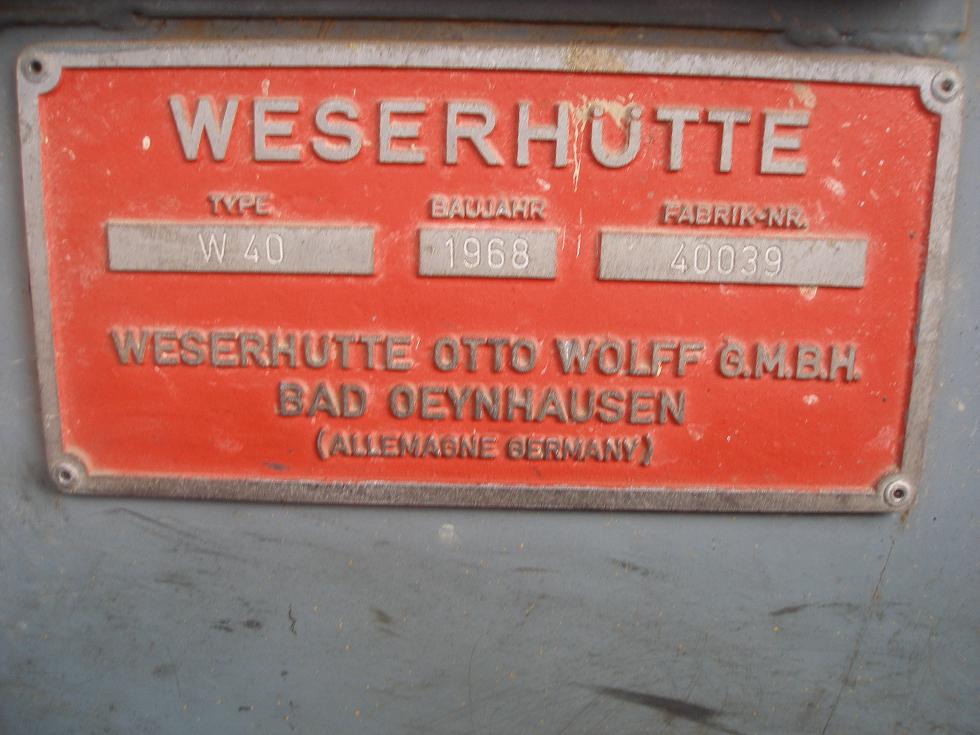 WESERHÜTTE
TYPE BAUJAHR FABRIK-NR.
W 40 1968 40039
WESERHUTTE OTTO WOLFF G.M.B.H.
BAD OEYNHAUSEN
(ALLEMAGNE GERMANY)